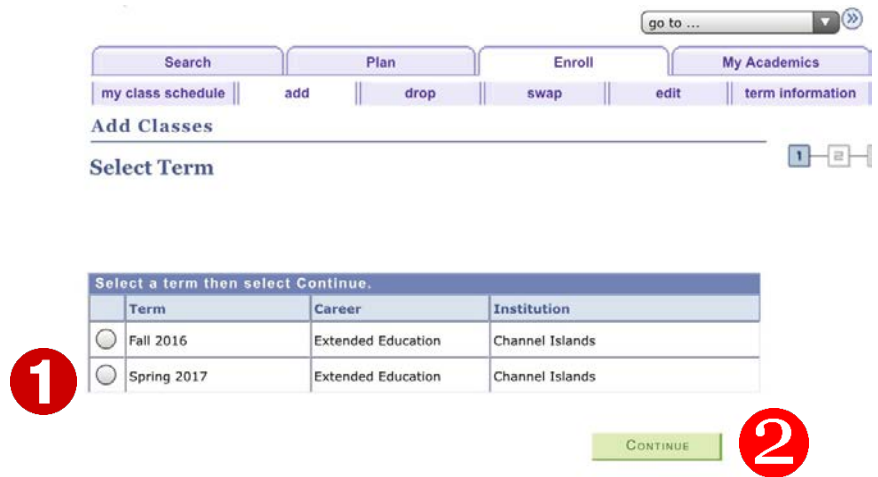 go to ...
Search Plan Enroll My Academics
my class schedule add drop swap edit term information
Add Classes
1 2
Select Term
Select a term then select Continue.
Term Career Institution
Fall 2016 Extended Education Channel Islands
1 Spring 2017 Extended Education Channel Islands
CONTINUE 2